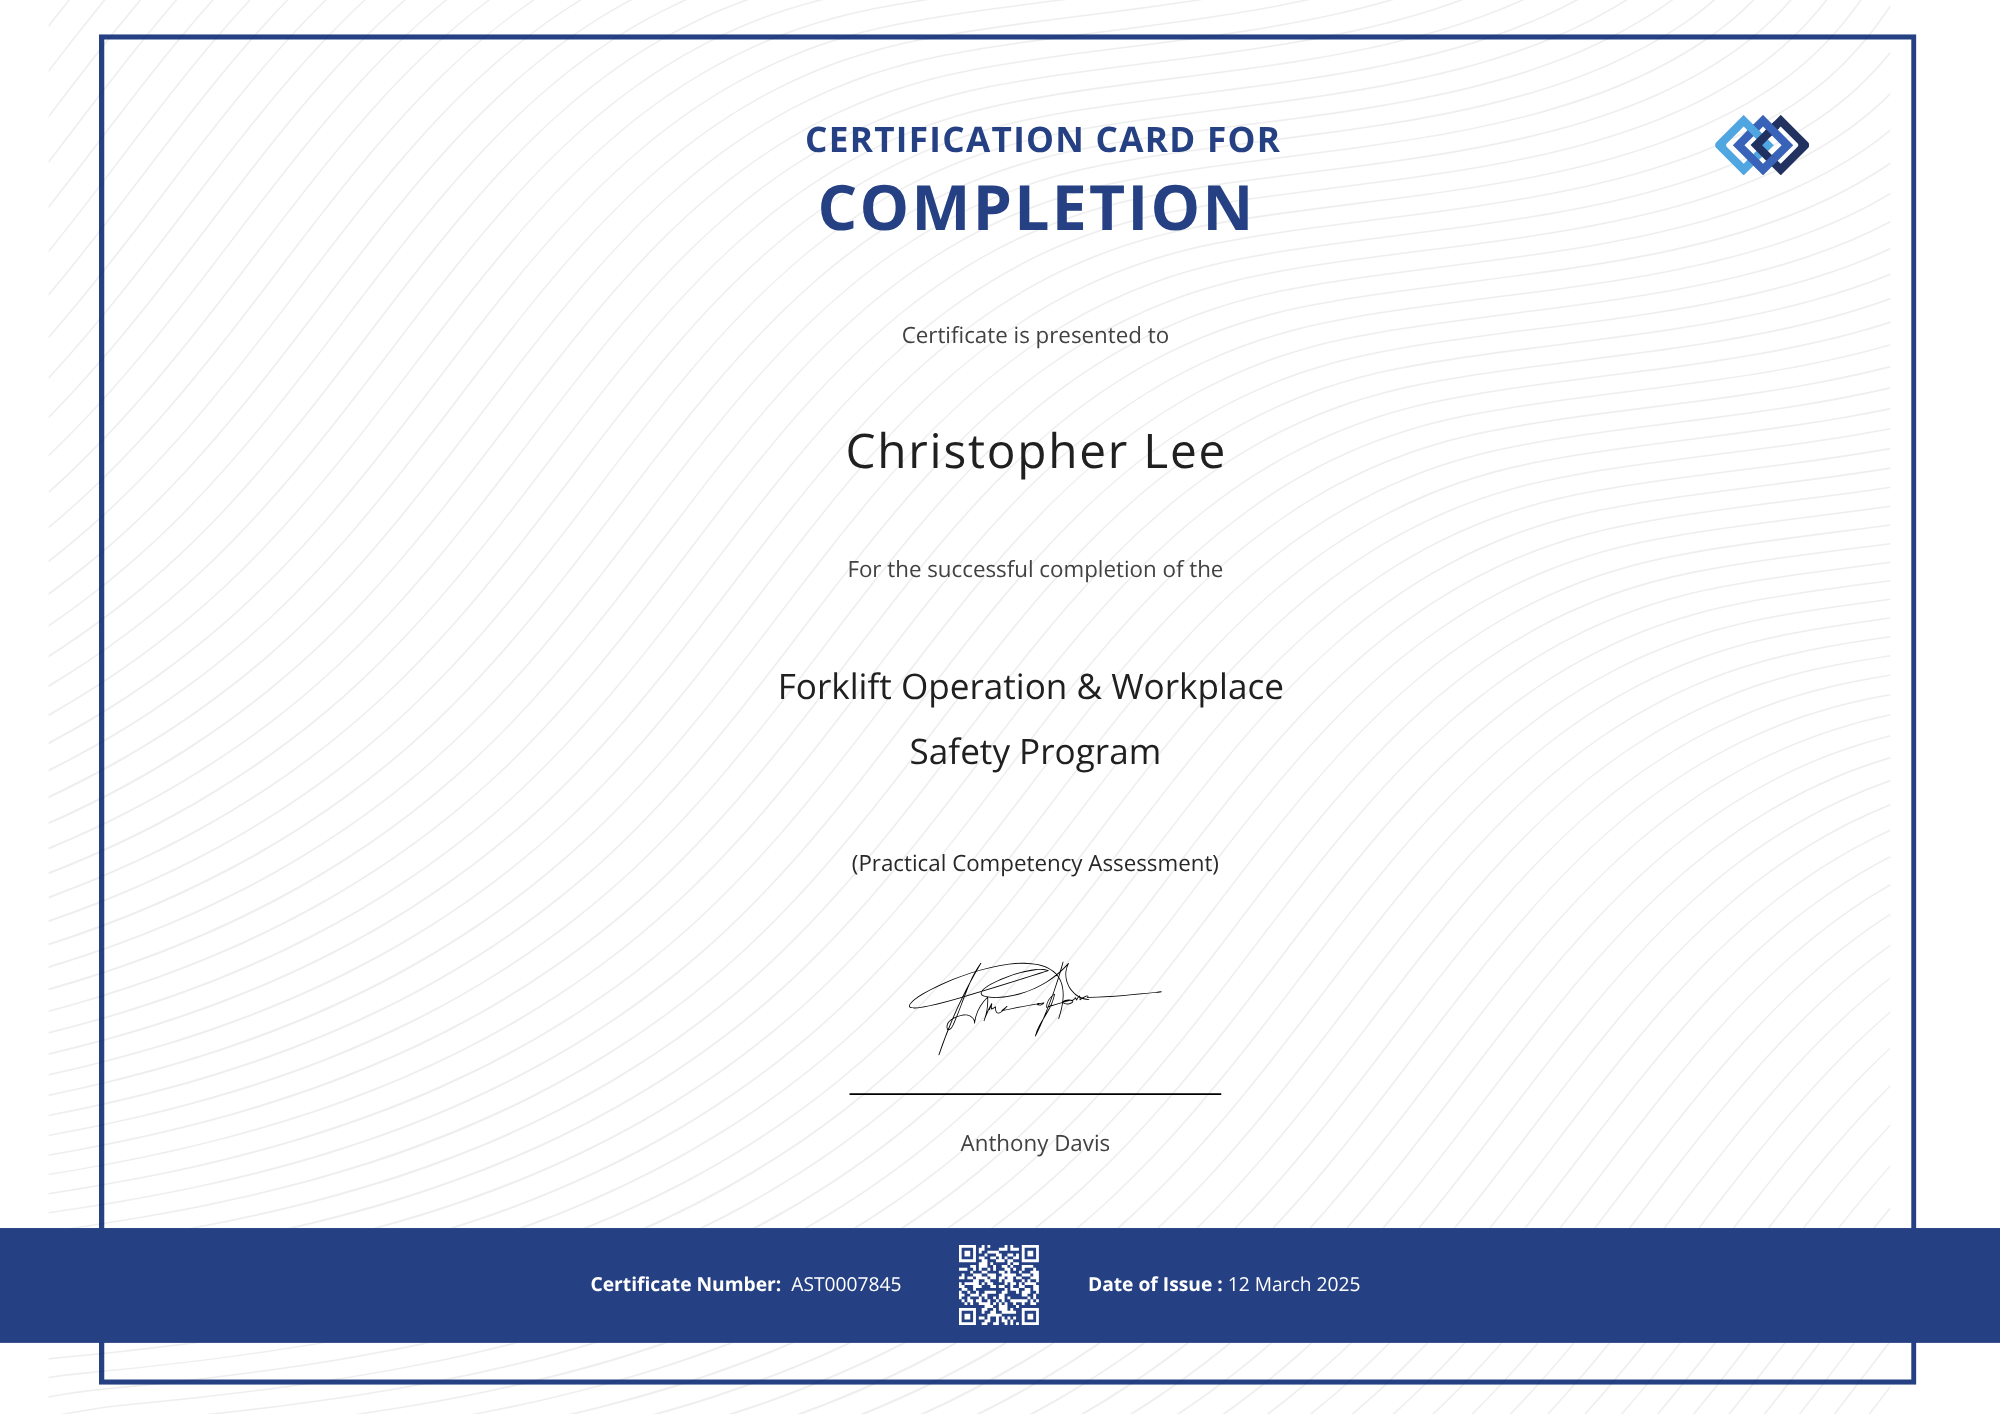 CERTIFICATION CARD FOR
COMPLETION
Certificate is presented to
Christopher Lee
For the successful completion of the
Forklift Operation & Workplace
Safety Program
(Practical Competency Assessment)
Anthony Davis
Certificate Number: AST0007845
Date of Issue : 12 March 2025